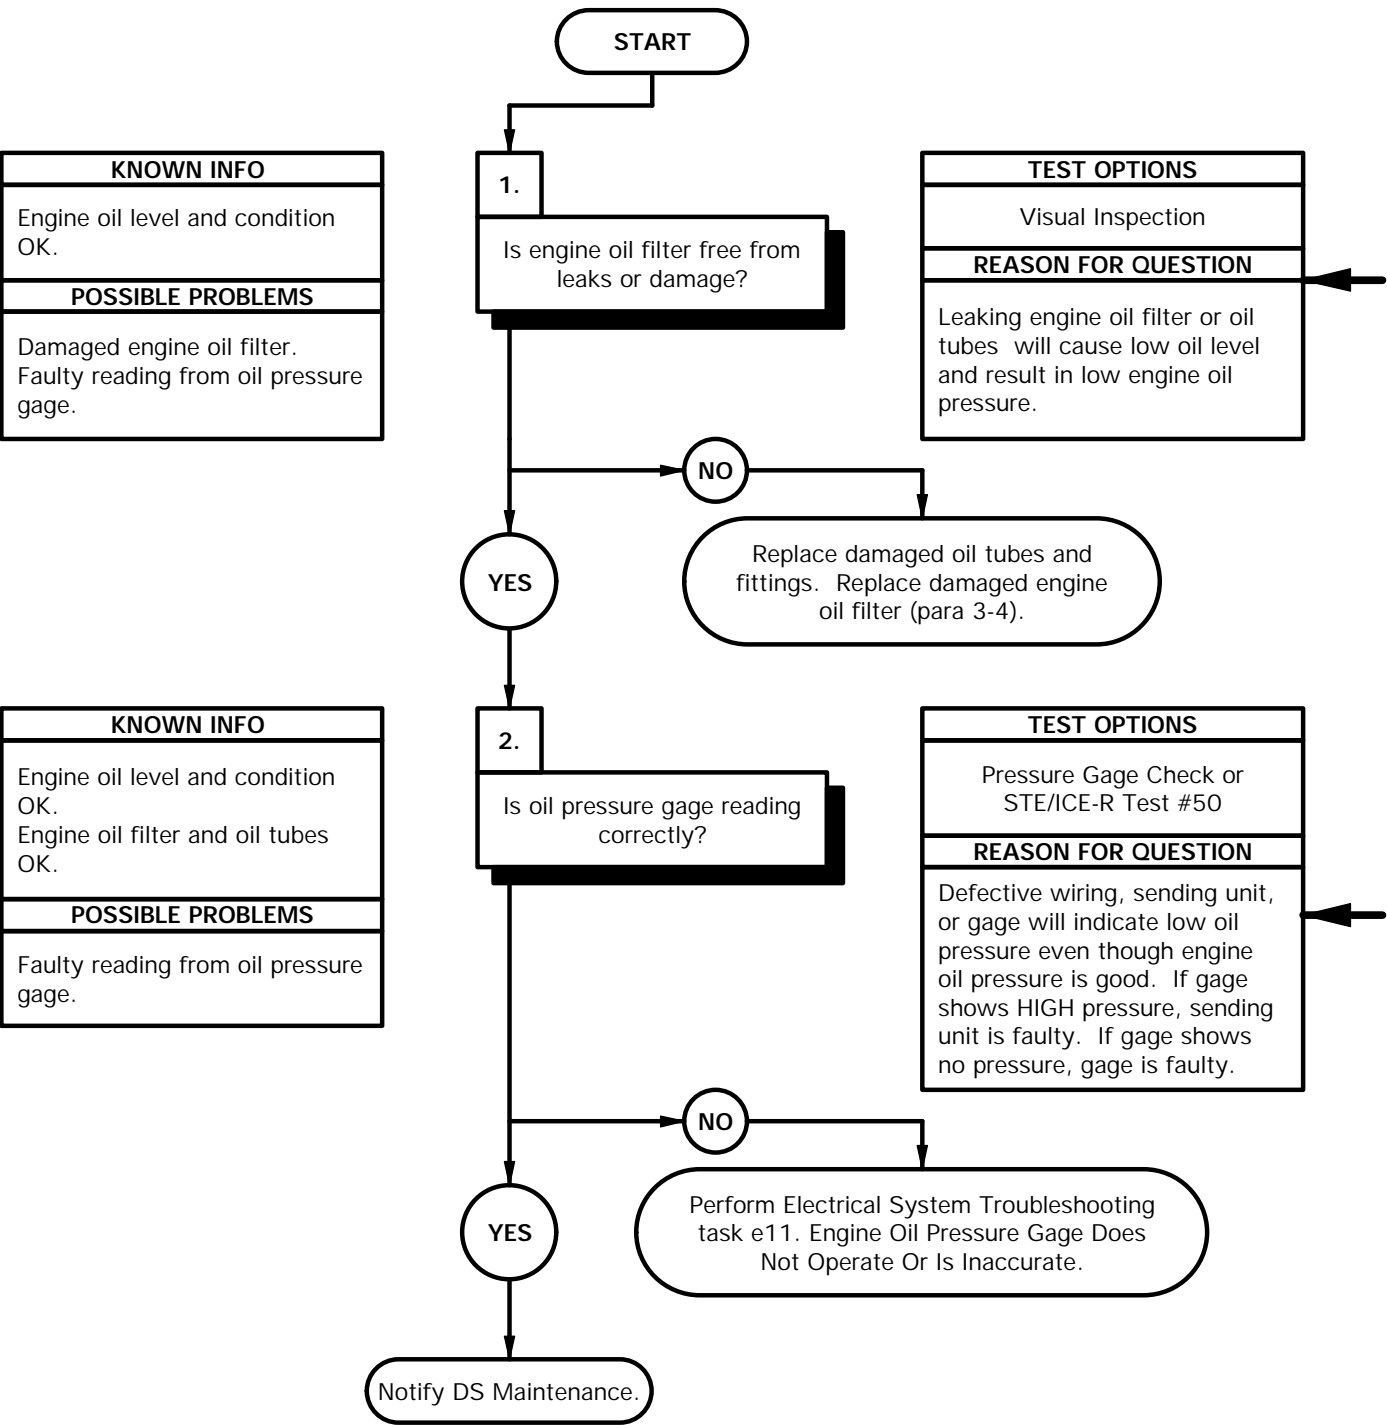 START
KNOWN INFO
Engine oil level and condition
OK.
POSSIBLE PROBLEMS
Damaged engine oil filter.
Faulty reading from oil pressure
gage.
1.
Is engine oil filter free from
leaks or damage?
TEST OPTIONS
Visual Inspection
REASON FOR QUESTION
Leaking engine oil filter or oil
tubes will cause low oil level
and result in low engine oil
pressure.
NO
Replace damaged oil tubes and
fittings. Replace damaged engine
oil filter (para 3-4).
YES
KNOWN INFO
Engine oil level and condition
OK.
Engine oil filter and oil tubes
OK.
POSSIBLE PROBLEMS
Faulty reading from oil pressure
gage.
2.
Is oil pressure gage reading
correctly?
TEST OPTIONS
Pressure Gage Check or
STE/ICE-R Test #50
REASON FOR QUESTION
Defective wiring, sending unit,
or gage will indicate low oil
pressure even though engine
oil pressure is good. If gage
shows HIGH pressure, sending
unit is faulty. If gage shows
no pressure, gage is faulty.
NO
Perform Electrical System Troubleshooting
task e11. Engine Oil Pressure Gage Does
Not Operate Or Is Inaccurate.
YES
Notify DS Maintenance.